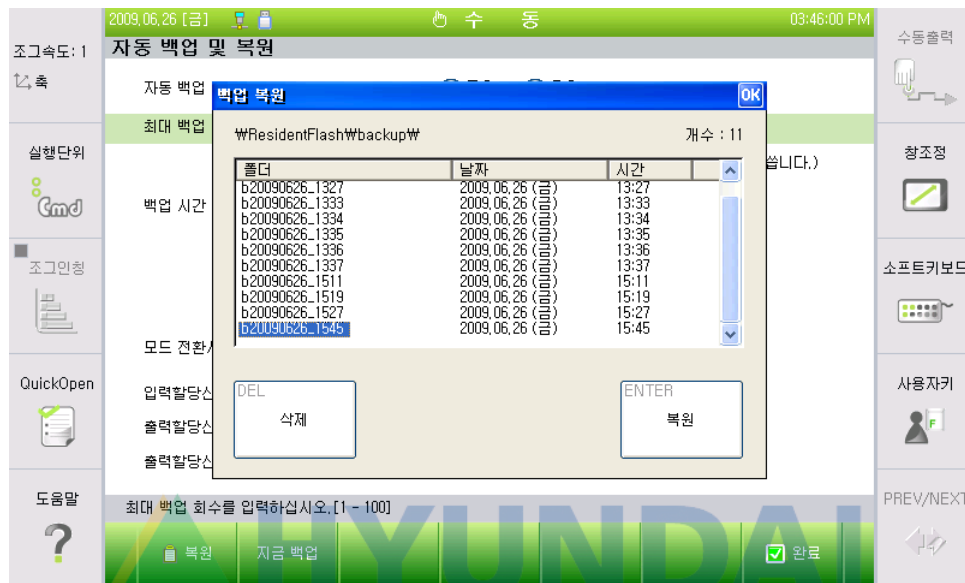 2009,06,26 [금]
수 동
03:46:00 PM
조그속도: 1
축
실행단위
Cmd
조그인칭
QuickOpen
도움말
자동 백업 및 복원
자동 백업
최대 백업
씁니다.)
백업 시간
모드 전환
입력할당신
출력할당신
출력할당신
백업 복원
OK
₩ResidentFlash₩backup₩
개수 : 11
폴더 날짜 시간
b20090626_1327 2009,06,26 (금) 13:27
b20090626_1333 2009,06,26 (금) 13:33
b20090626_1334 2009,06,26 (금) 13:34
b20090626_1335 2009,06,26 (금) 13:35
b20090626_1336 2009,06,26 (금) 13:36
b20090626_1337 2009,06,26 (금) 13:37
b20090626_1511 2009,06,26 (금) 15:11
b20090626_1519 2009,06,26 (금) 15:19
b20090626_1527 2009,06,26 (금) 15:27
b20090626_1545 2009,06,26 (금) 15:45
DEL
삭제
ENTER
복원
최대 백업 회수를 입력하십시오.[1 - 100]
HYUNDAI
복원
지금 백업
완료
수동출력
창조정
소프트키보드
사용자키
F
PREV/NEXT